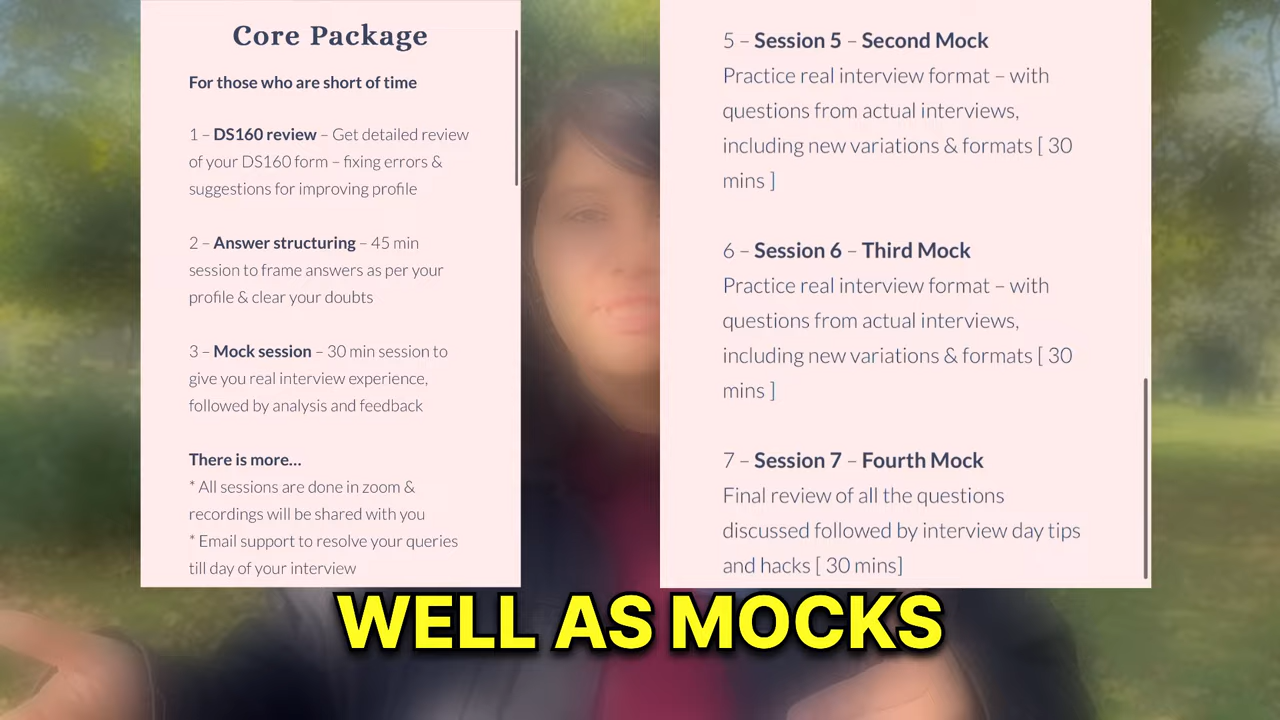 Core Package
For those who are short of time
1 – DS160 review – Get detailed review
of your DS160 form – fixing errors &
suggestions for improving profile
2 – Answer structuring – 45 min
session to frame answers as per your
profile & clear your doubts
3 – Mock session – 30 min session to
give you real interview experience,
followed by analysis and feedback
There is more...
* All sessions are done in zoom &
recordings will be shared with you
* Email support to resolve your queries
till day of your interview
5 – Session 5 – Second Mock
Practice real interview format – with
questions from actual interviews,
including new variations & formats [ 30
mins ]
6 – Session 6 – Third Mock
Practice real interview format – with
questions from actual interviews,
including new variations & formats [ 30
mins ]
7 – Session 7 – Fourth Mock
Final review of all the questions
discussed followed by interview day tips
and hacks [ 30 mins]
WELL AS MOCKS